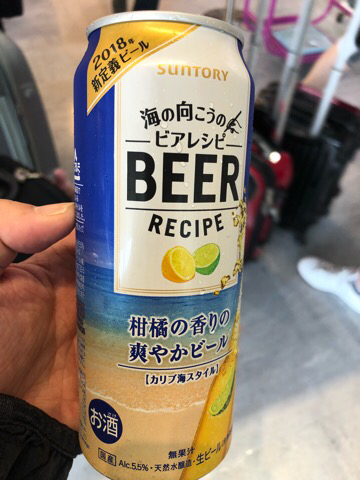 2018年
新定義ビール
SUNTORY
海の向こうの
ビアレシピ
BEER
RECIPE
柑橘の香りの
爽やかビール
【カリブ海スタイル】
お酒
無果汁
国産 Alc.5.5%・天然水醸造・生ビール